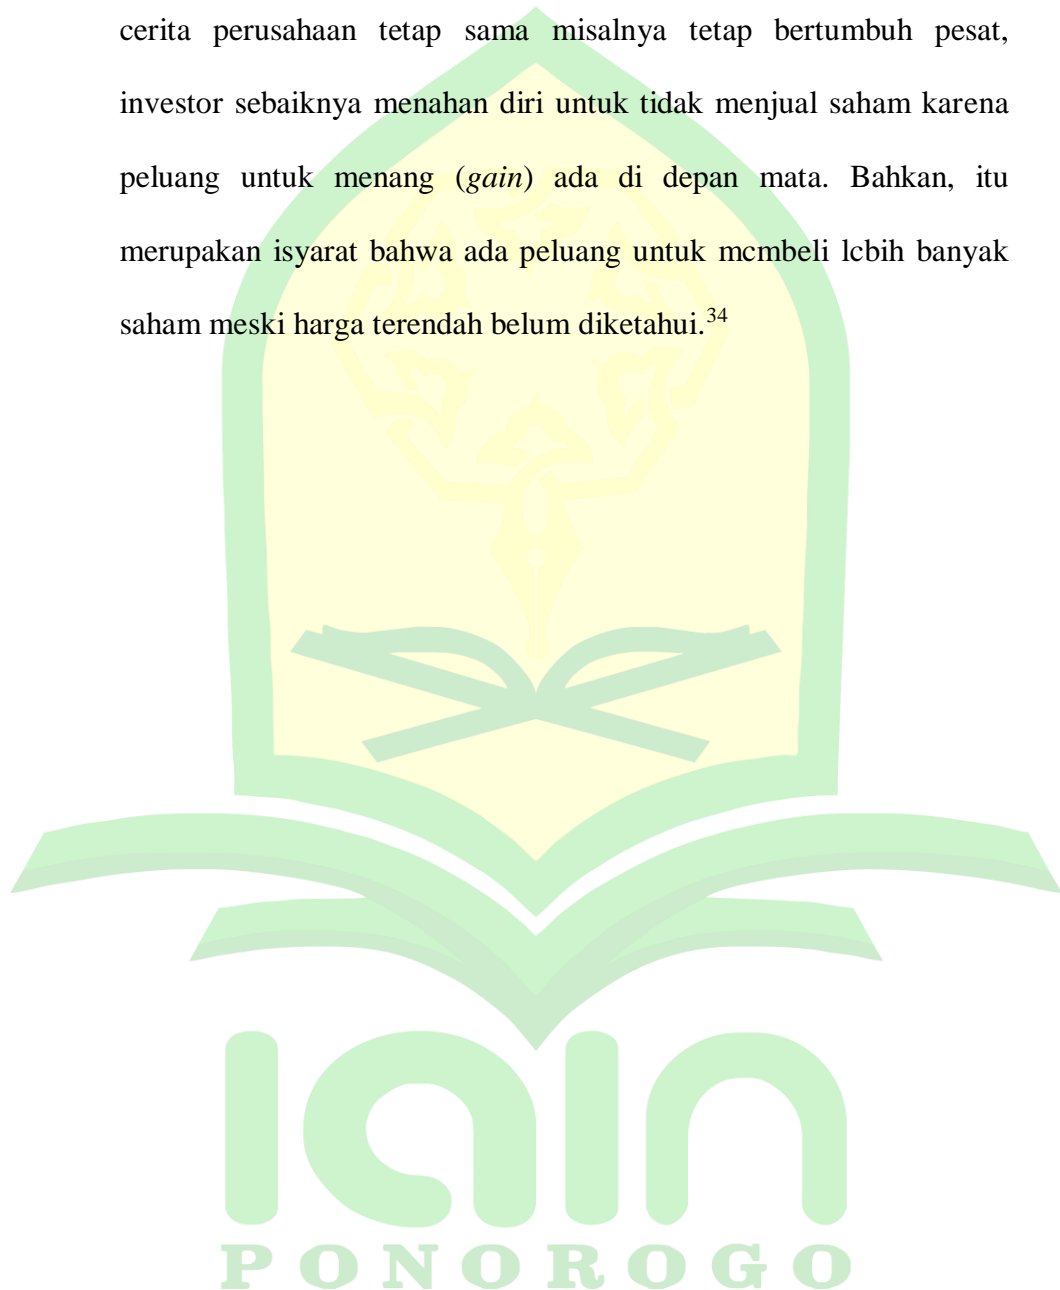 cerita perusahaan tetap sama misalnya tetap bertumbuh pesat,
investor sebaiknya menahan diri untuk tidak menjual saham karena
peluang untuk menang (gain) ada di depan mata. Bahkan, itu
merupakan isyarat bahwa ada peluang untuk mcmbeli lcbih banyak
saham meski harga terendah belum diketahui.34
iain
PONOROGO